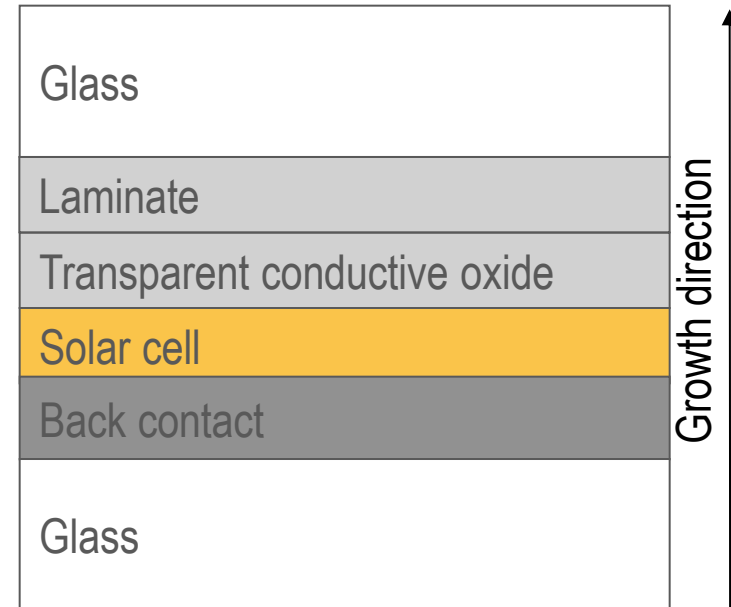 Glass
Laminate
Transparent conductive oxide
Solar cell
Back contact
Glass
Growth direction